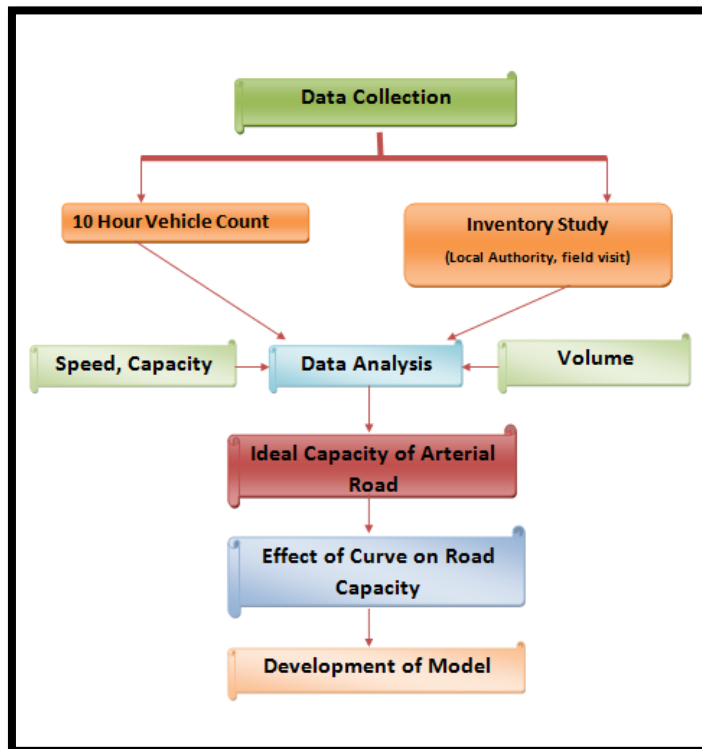 Data Collection
10 Hour Vehicle Count
Inventory Study
(Local Authority, field visit)
Speed, Capacity
Data Analysis
Volume
Ideal Capacity of Arterial
Road
Effect of Curve on Road
Capacity
Development of Model